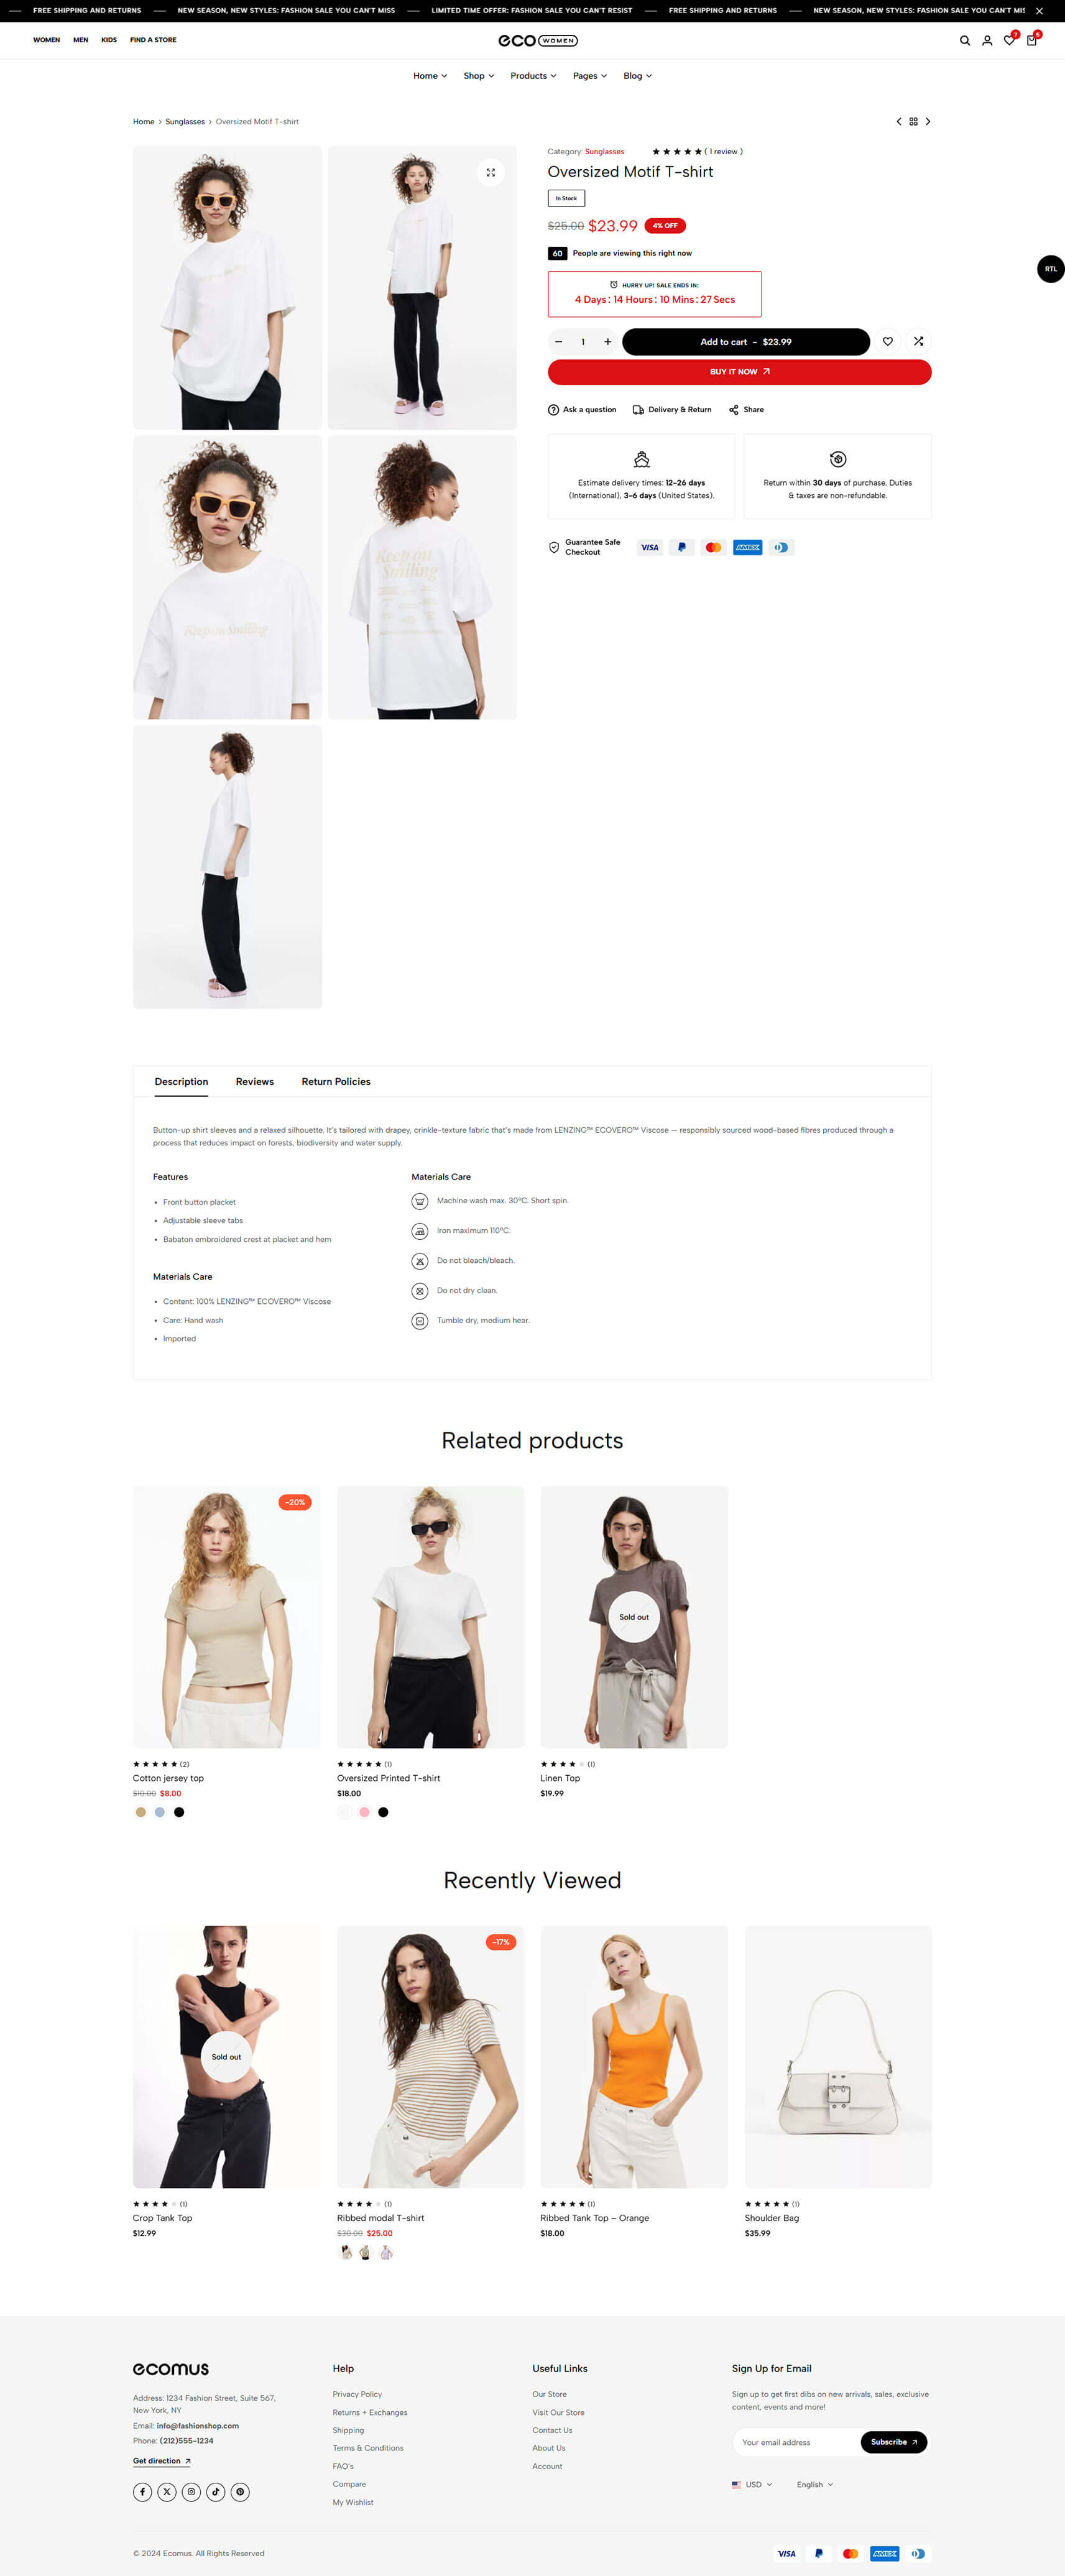 FREE SHIPPING AND RETURNS — NEW SEASON, NEW STYLES: FASHION SALE YOU CAN'T MISS — LIMITED TIME OFFER: FASHION SALE YOU CAN'T RESIST — FREE SHIPPING AND RETURNS — NEW SEASON, NEW STYLES: FASHION SALE YOU CAN'T MIS
WOMEN MEN KIDS FIND A STORE
eco WOMEN
7 5
Home Shop Products Pages Blog
Home > Sunglasses > Oversized Motif T-shirt
Category: Sunglasses ( 1 review )
Oversized Motif T-shirt
In Stock
$25.00 $23.99 4% OFF
60 People are viewing this right now
RTL
HURRY UP! SALE ENDS IN:
4 Days : 14 Hours : 10 Mins : 27 Secs
− 1 + Add to cart - $23.99
BUY IT NOW
Ask a question Delivery & Return Share
Estimate delivery times: 12-26 days
(International), 3-6 days (United States).
Return within 30 days of purchase. Duties
& taxes are non-refundable.
Guarantee Safe
Checkout
VISA AMEX
Keep on
Smiling
Keep on Smiling
Description Reviews Return Policies
Button-up shirt sleeves and a relaxed silhouette. It's tailored with drapey, crinkle-texture fabric that's made from LENZING™ ECOVERO™ Viscose — responsibly sourced wood-based fibres produced through a
process that reduces impact on forests, biodiversity and water supply.
Features
• Front button placket
• Adjustable sleeve tabs
• Babaton embroidered crest at placket and hem
Materials Care
• Content: 100% LENZING™ ECOVERO™ Viscose
• Care: Hand wash
• Imported
Materials Care
Machine wash max. 30ºC. Short spin.
Iron maximum 110ºC.
Do not bleach/bleach.
Do not dry clean.
Tumble dry, medium hear.
Related products
-20%
Sold out
(2)
Cotton jersey top
$10.00 $8.00
(1)
Oversized Printed T-shirt
$18.00
(1)
Linen Top
$19.99
Recently Viewed
Sold out
-17%
(1)
Crop Tank Top
$12.99
(1)
Ribbed modal T-shirt
$30.00 $25.00
(1)
Ribbed Tank Top – Orange
$18.00
(1)
Shoulder Bag
$35.99
ecomus
Address: 1234 Fashion Street, Suite 567,
New York, NY
Email: info@fashionshop.com
Phone: (212)555-1234
Get direction
Help
Privacy Policy
Returns + Exchanges
Shipping
Terms & Conditions
FAQ's
Compare
My Wishlist
Useful Links
Our Store
Visit Our Store
Contact Us
About Us
Account
Sign Up for Email
Sign up to get first dibs on new arrivals, sales, exclusive
content, events and more!
Your email address Subscribe
USD English
© 2024 Ecomus. All Rights Reserved
VISA AMEX